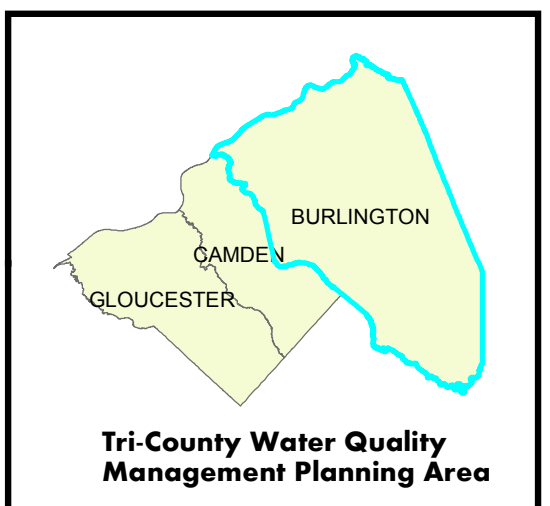 BURLINGTON
CAMDEN
GLOUCESTER
Tri-County Water Quality
Management Planning Area